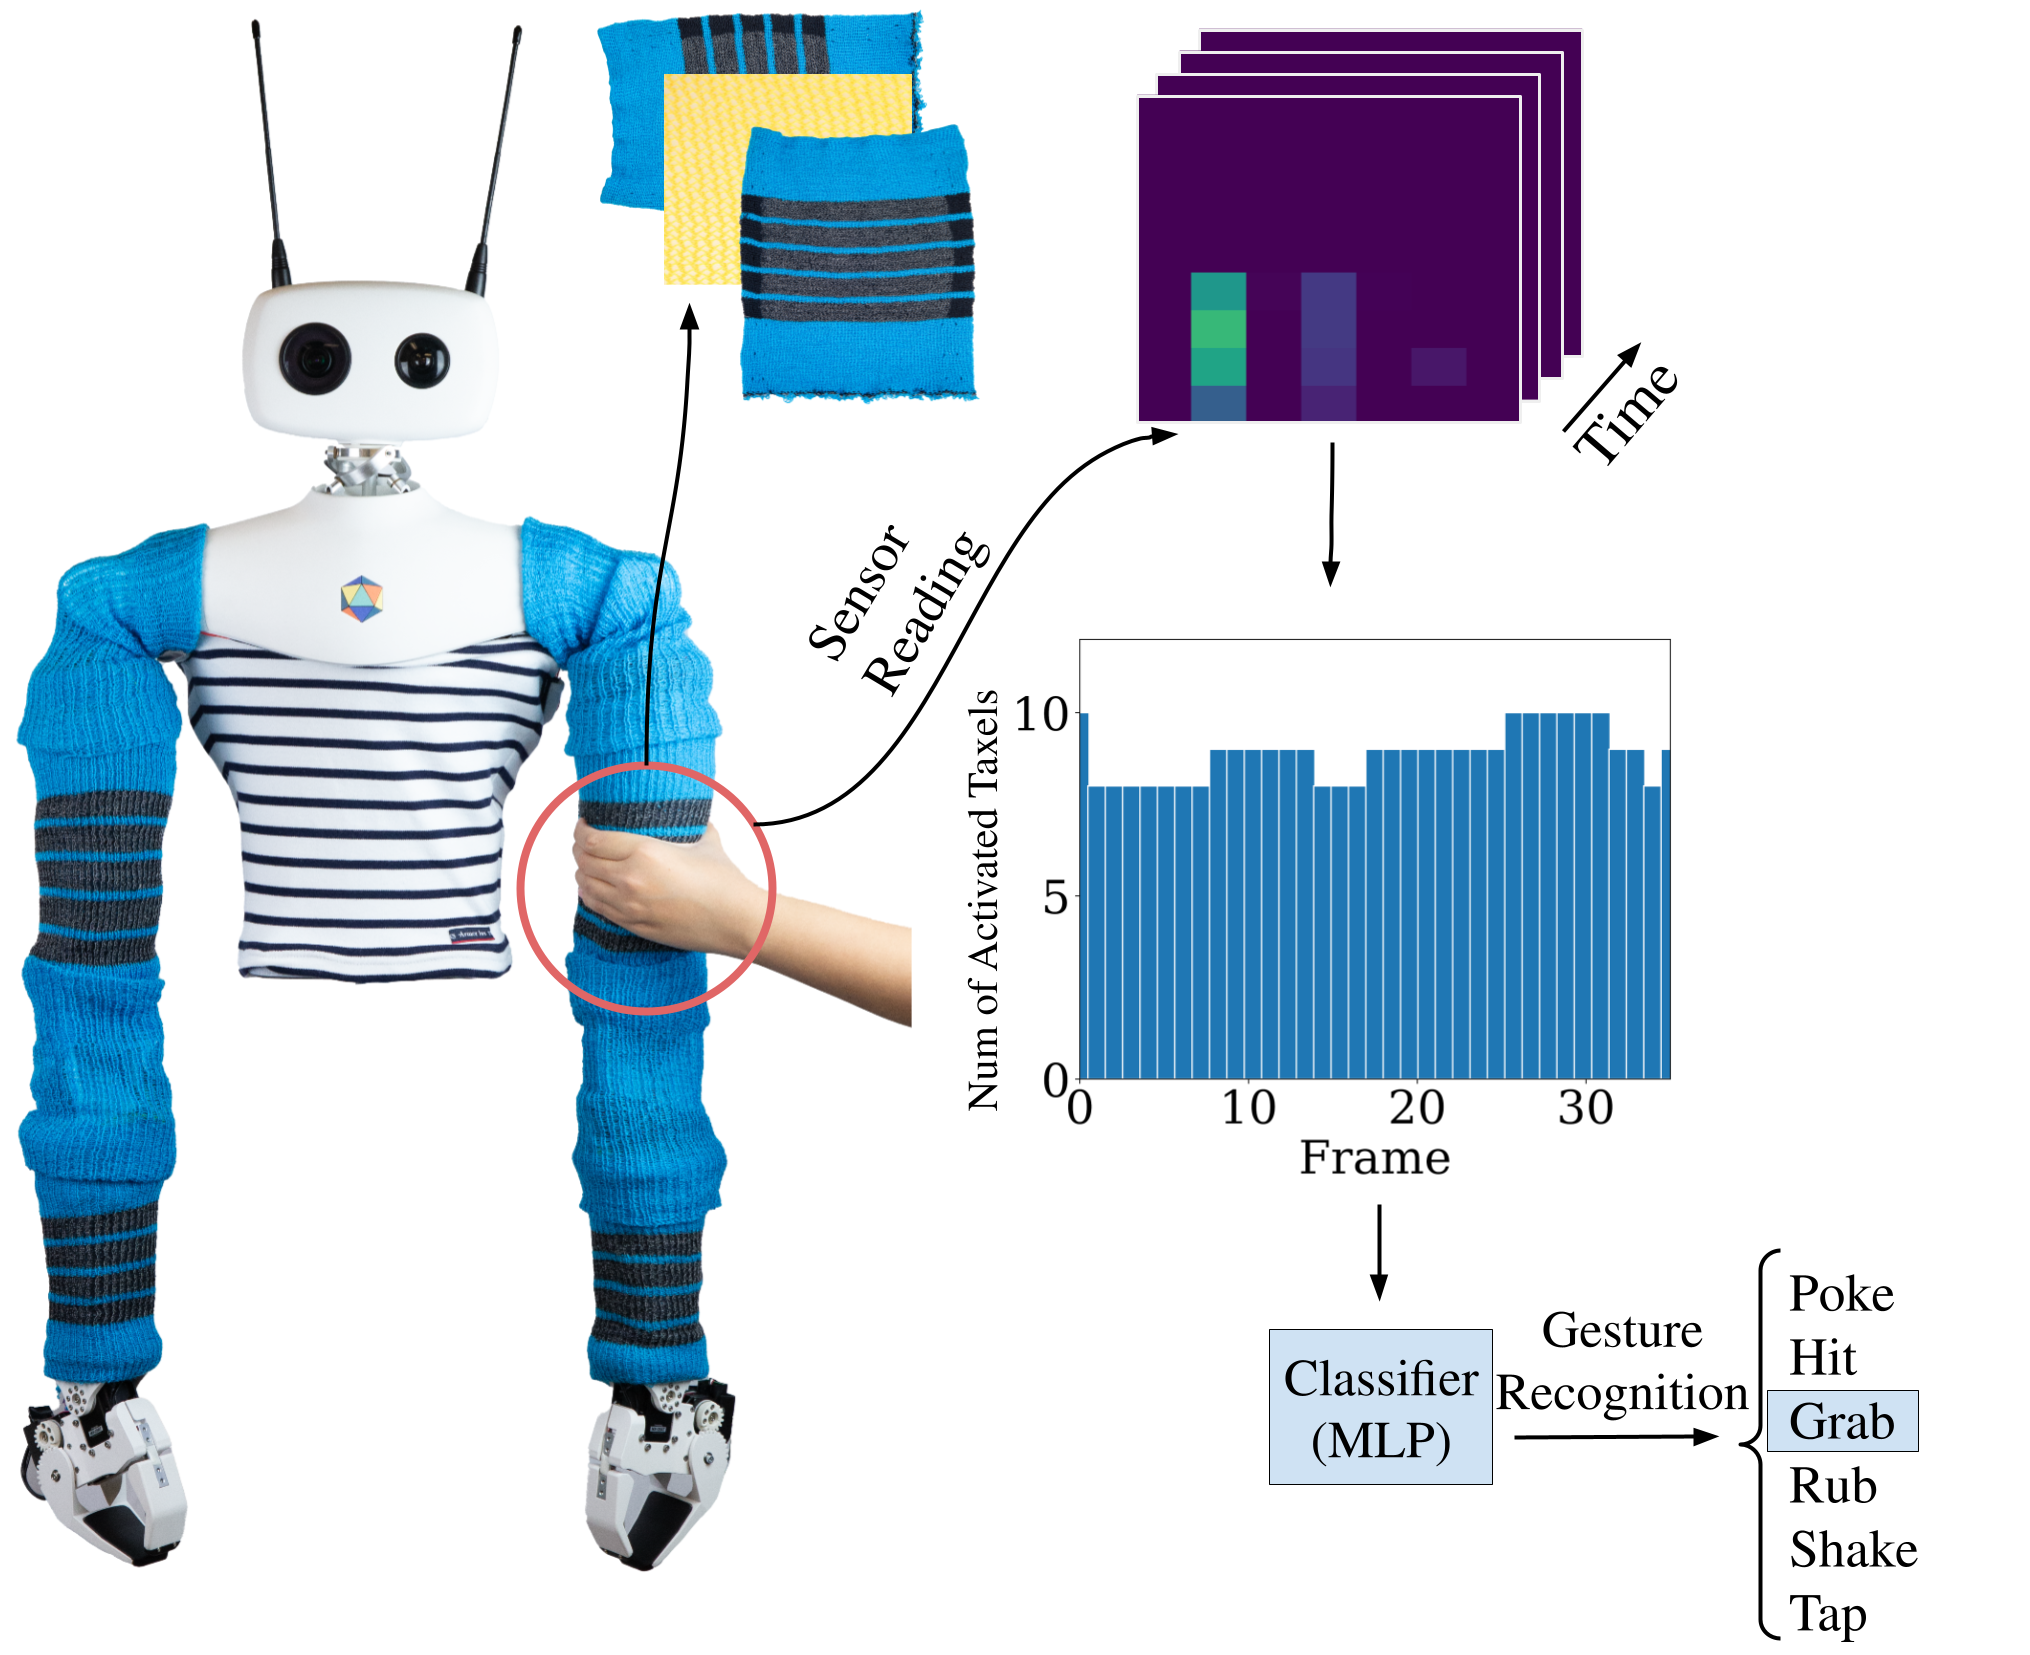 Sensor
Reading
Time
Num of Activated Taxels
10
5
0
0
10
20
30
Frame
Classifier
(MLP)
Gesture
Recognition
Poke
Hit
Grab
Rub
Shake
Tap